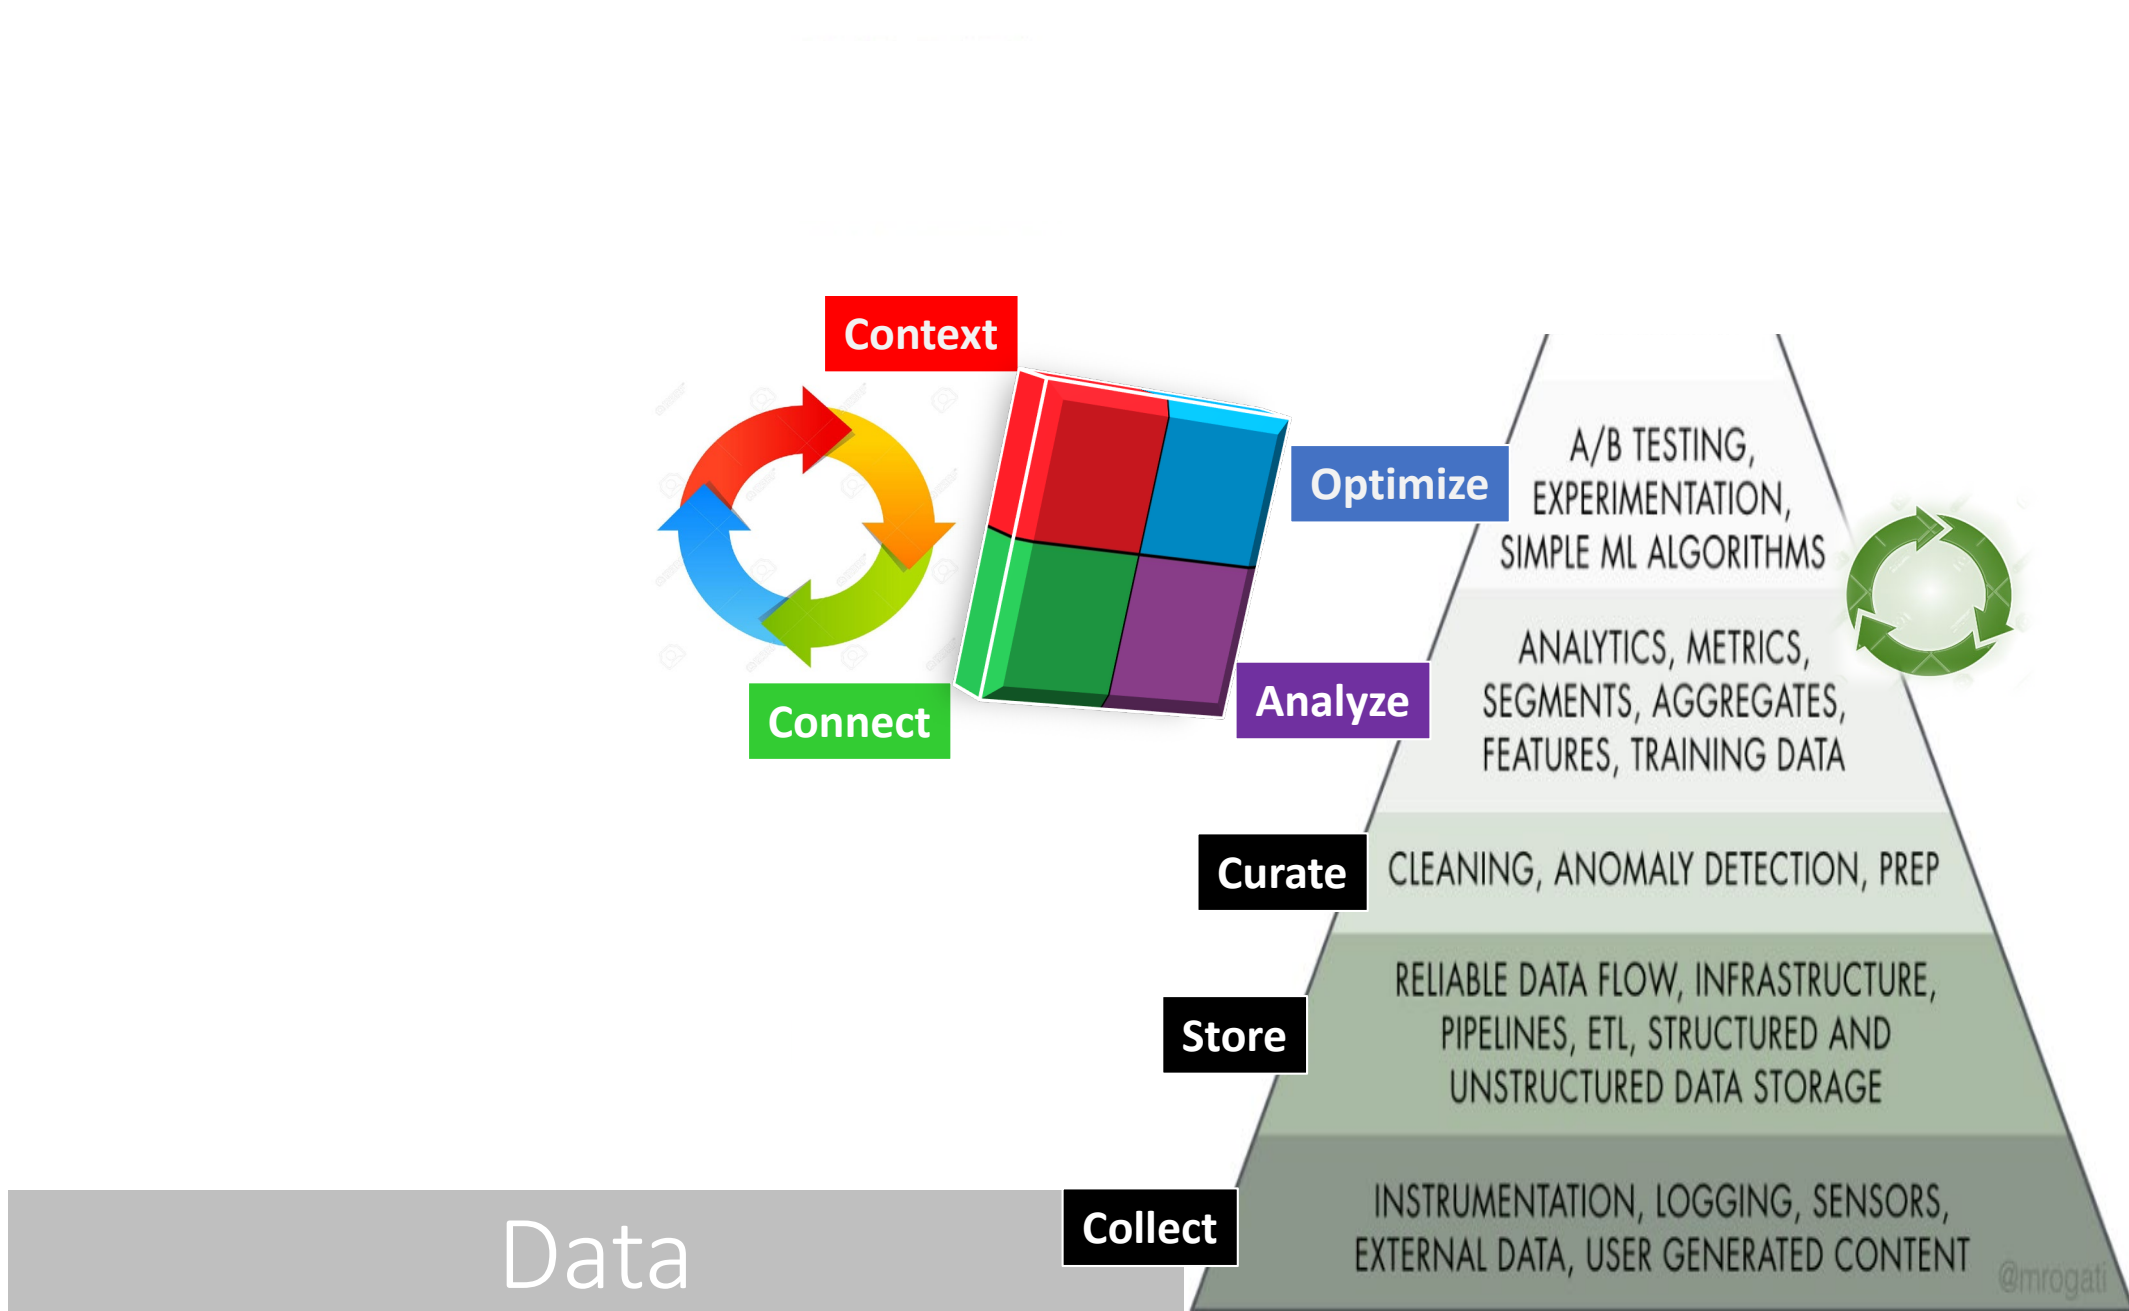 Context
Optimize
Connect
Analyze
Curate
Store
Collect
Data
A/B TESTING,
EXPERIMENTATION,
SIMPLE ML ALGORITHMS
ANALYTICS, METRICS,
SEGMENTS, AGGREGATES,
FEATURES, TRAINING DATA
CLEANING, ANOMALY DETECTION, PREP
RELIABLE DATA FLOW, INFRASTRUCTURE,
PIPELINES, ETL, STRUCTURED AND
UNSTRUCTURED DATA STORAGE
INSTRUMENTATION, LOGGING, SENSORS,
EXTERNAL DATA, USER GENERATED CONTENT
@mrogati